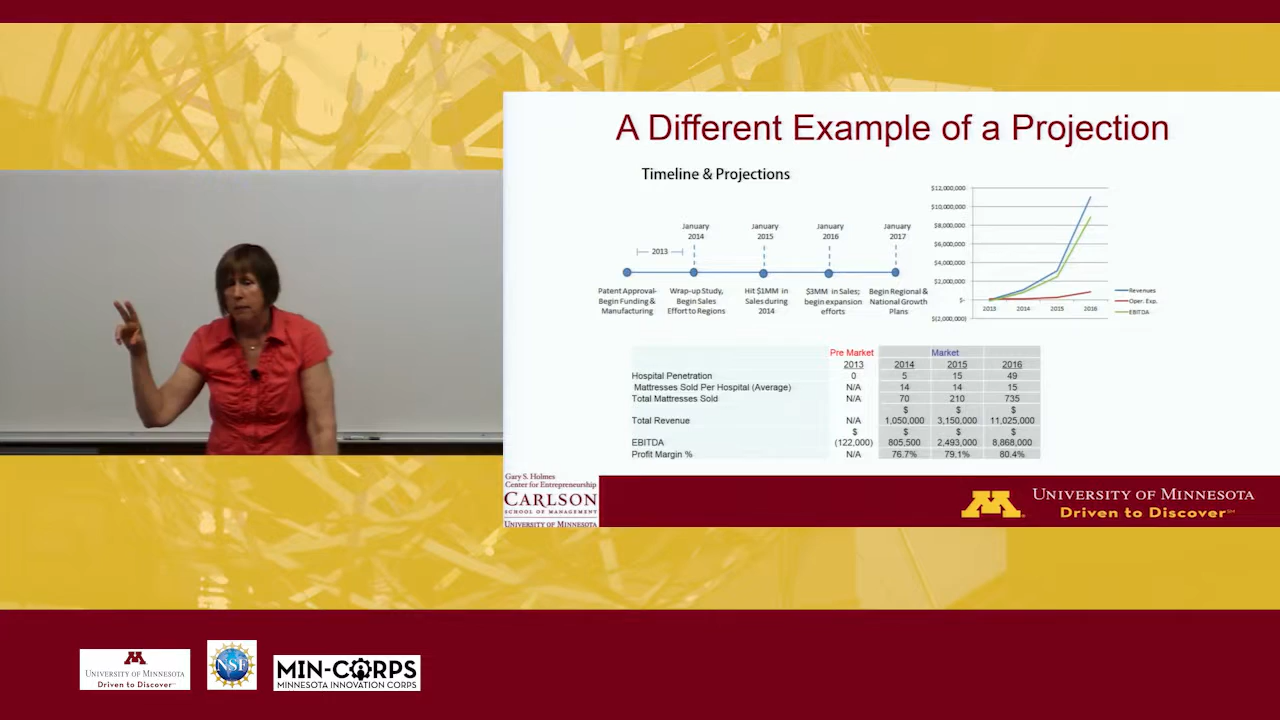 A Different Example of a Projection
Timeline & Projections
2013
January 2014
January 2015
January 2016
January 2017
Patent Approval- Begin Funding & Manufacturing
Wrap-up Study, Begin Sales Effort to Regions
Hit $1MM in Sales during 2014
$3MM in Sales; begin expansion efforts
Begin Regional & National Growth Plans
$12,000,000
$10,000,000
$8,000,000
$6,000,000
$4,000,000
$2,000,000
$-
$(2,000,000)
2013 2014 2015 2016
Revenues
Oper. Exp.
EBITDA
Pre Market Market
2013 2014 2015 2016
Hospital Penetration 0 5 15 49
Mattresses Sold Per Hospital (Average) N/A 14 14 15
Total Mattresses Sold N/A 70 210 735
$ $ $
Total Revenue N/A 1,050,000 3,150,000 11,025,000
$ $ $ $
EBITDA (122,000) 805,500 2,493,000 8,868,000
Profit Margin % N/A 76.7% 79.1% 80.4%
Gary S. Holmes
Center for Entrepreneurship
CARLSON
SCHOOL OF MANAGEMENT
UNIVERSITY OF MINNESOTA
M
UNIVERSITY OF MINNESOTA
Driven to Discover℠
M
UNIVERSITY OF MINNESOTA
Driven to Discover℠
NSF
MIN-CORPS
MINNESOTA INNOVATION CORPS